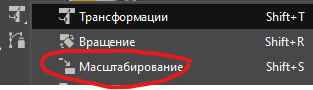 Трансформации Shift+T
Вращение Shift+R
Масштабирование Shift+S